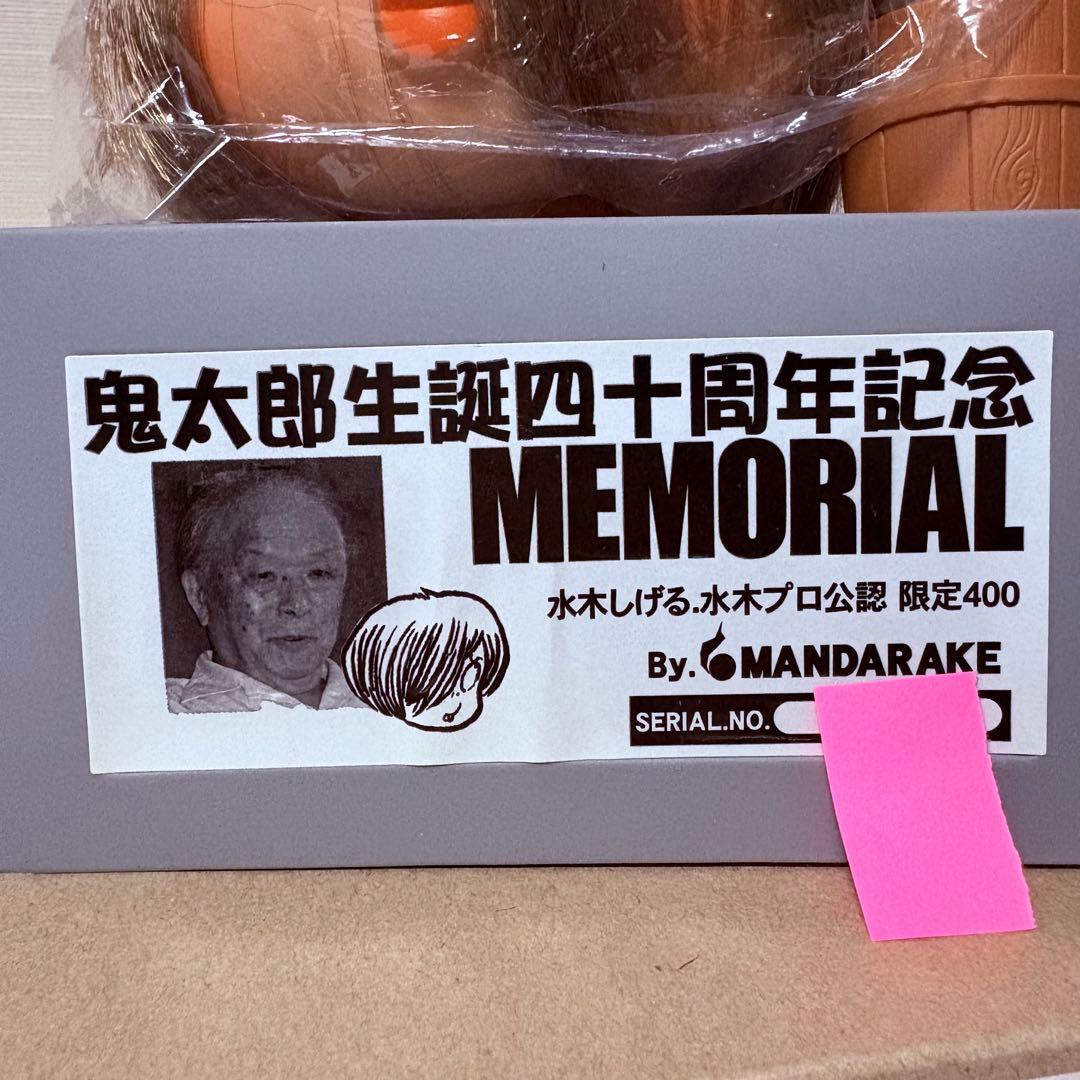 鬼太郎生誕四十周年記念
MEMORIAL
水木しげる.水木プロ公認 限定400
By. MANDARAKE
SERIAL.NO.